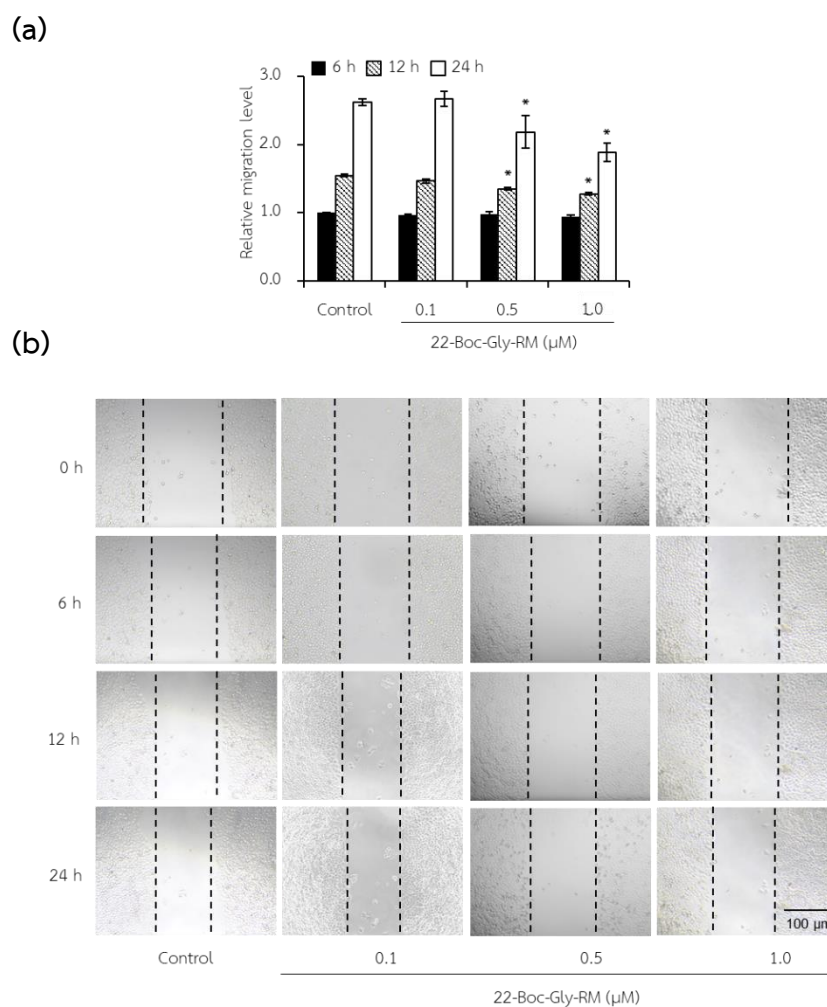 (a)
6 h 12 h 24 h
Relative migration level
3.0
2.0
1.0
0.0
* * * *
Control 0.1 0.5 1.0
22-Boc-Gly-RM (µM)
(b)
0 h
6 h
12 h
24 h
100 µm
Control 0.1 0.5 1.0
22-Boc-Gly-RM (µM)